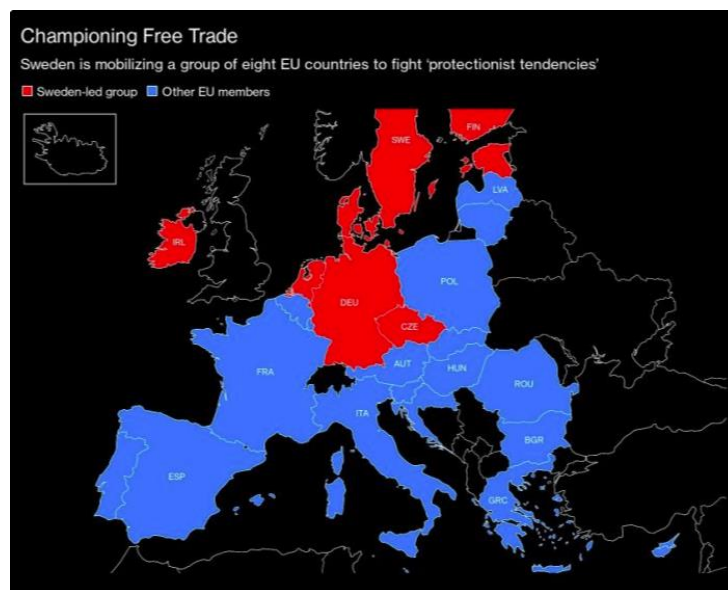 Championing Free Trade
Sweden is mobilizing a group of eight EU countries to fight ‘protectionist tendencies’
Sweden-led group Other EU members
SWE
FIN
LVA
IRL
POL
DEU
CZE
FRA
AUT
HUN
ROU
ITA
BGR
ESP
GRC